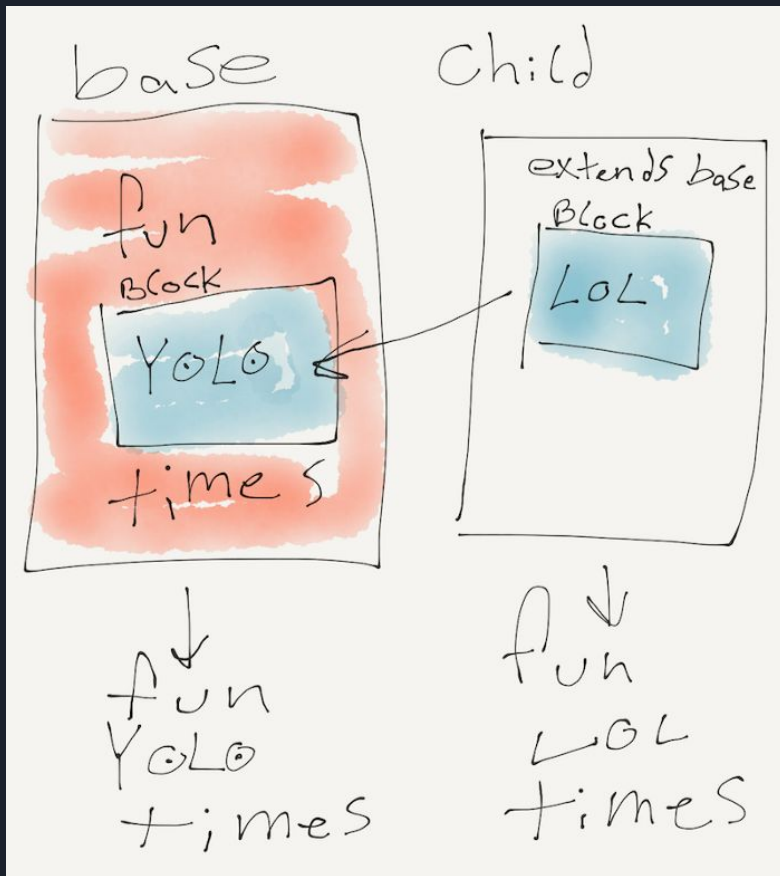 base
fun
Block
YOLO
times
fun
YOLO
times
Child
extends base
Block
LOL
fun
LOL
times